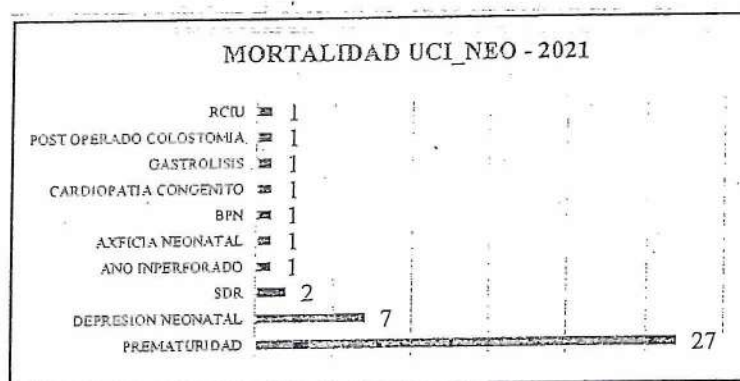 MORTALIDAD UCI_NEO - 2021
RCIU 1
POST OPERADO COLOSTOMIA 1
GASTROLISIS 1
CARDIOPATIA CONGENITO 1
BPN 1
AXFICIA NEONATAL 1
ANO INPERFORADO 1
SDR 2
DEPRESION NEONATAL 7
PREMATURIDAD 27